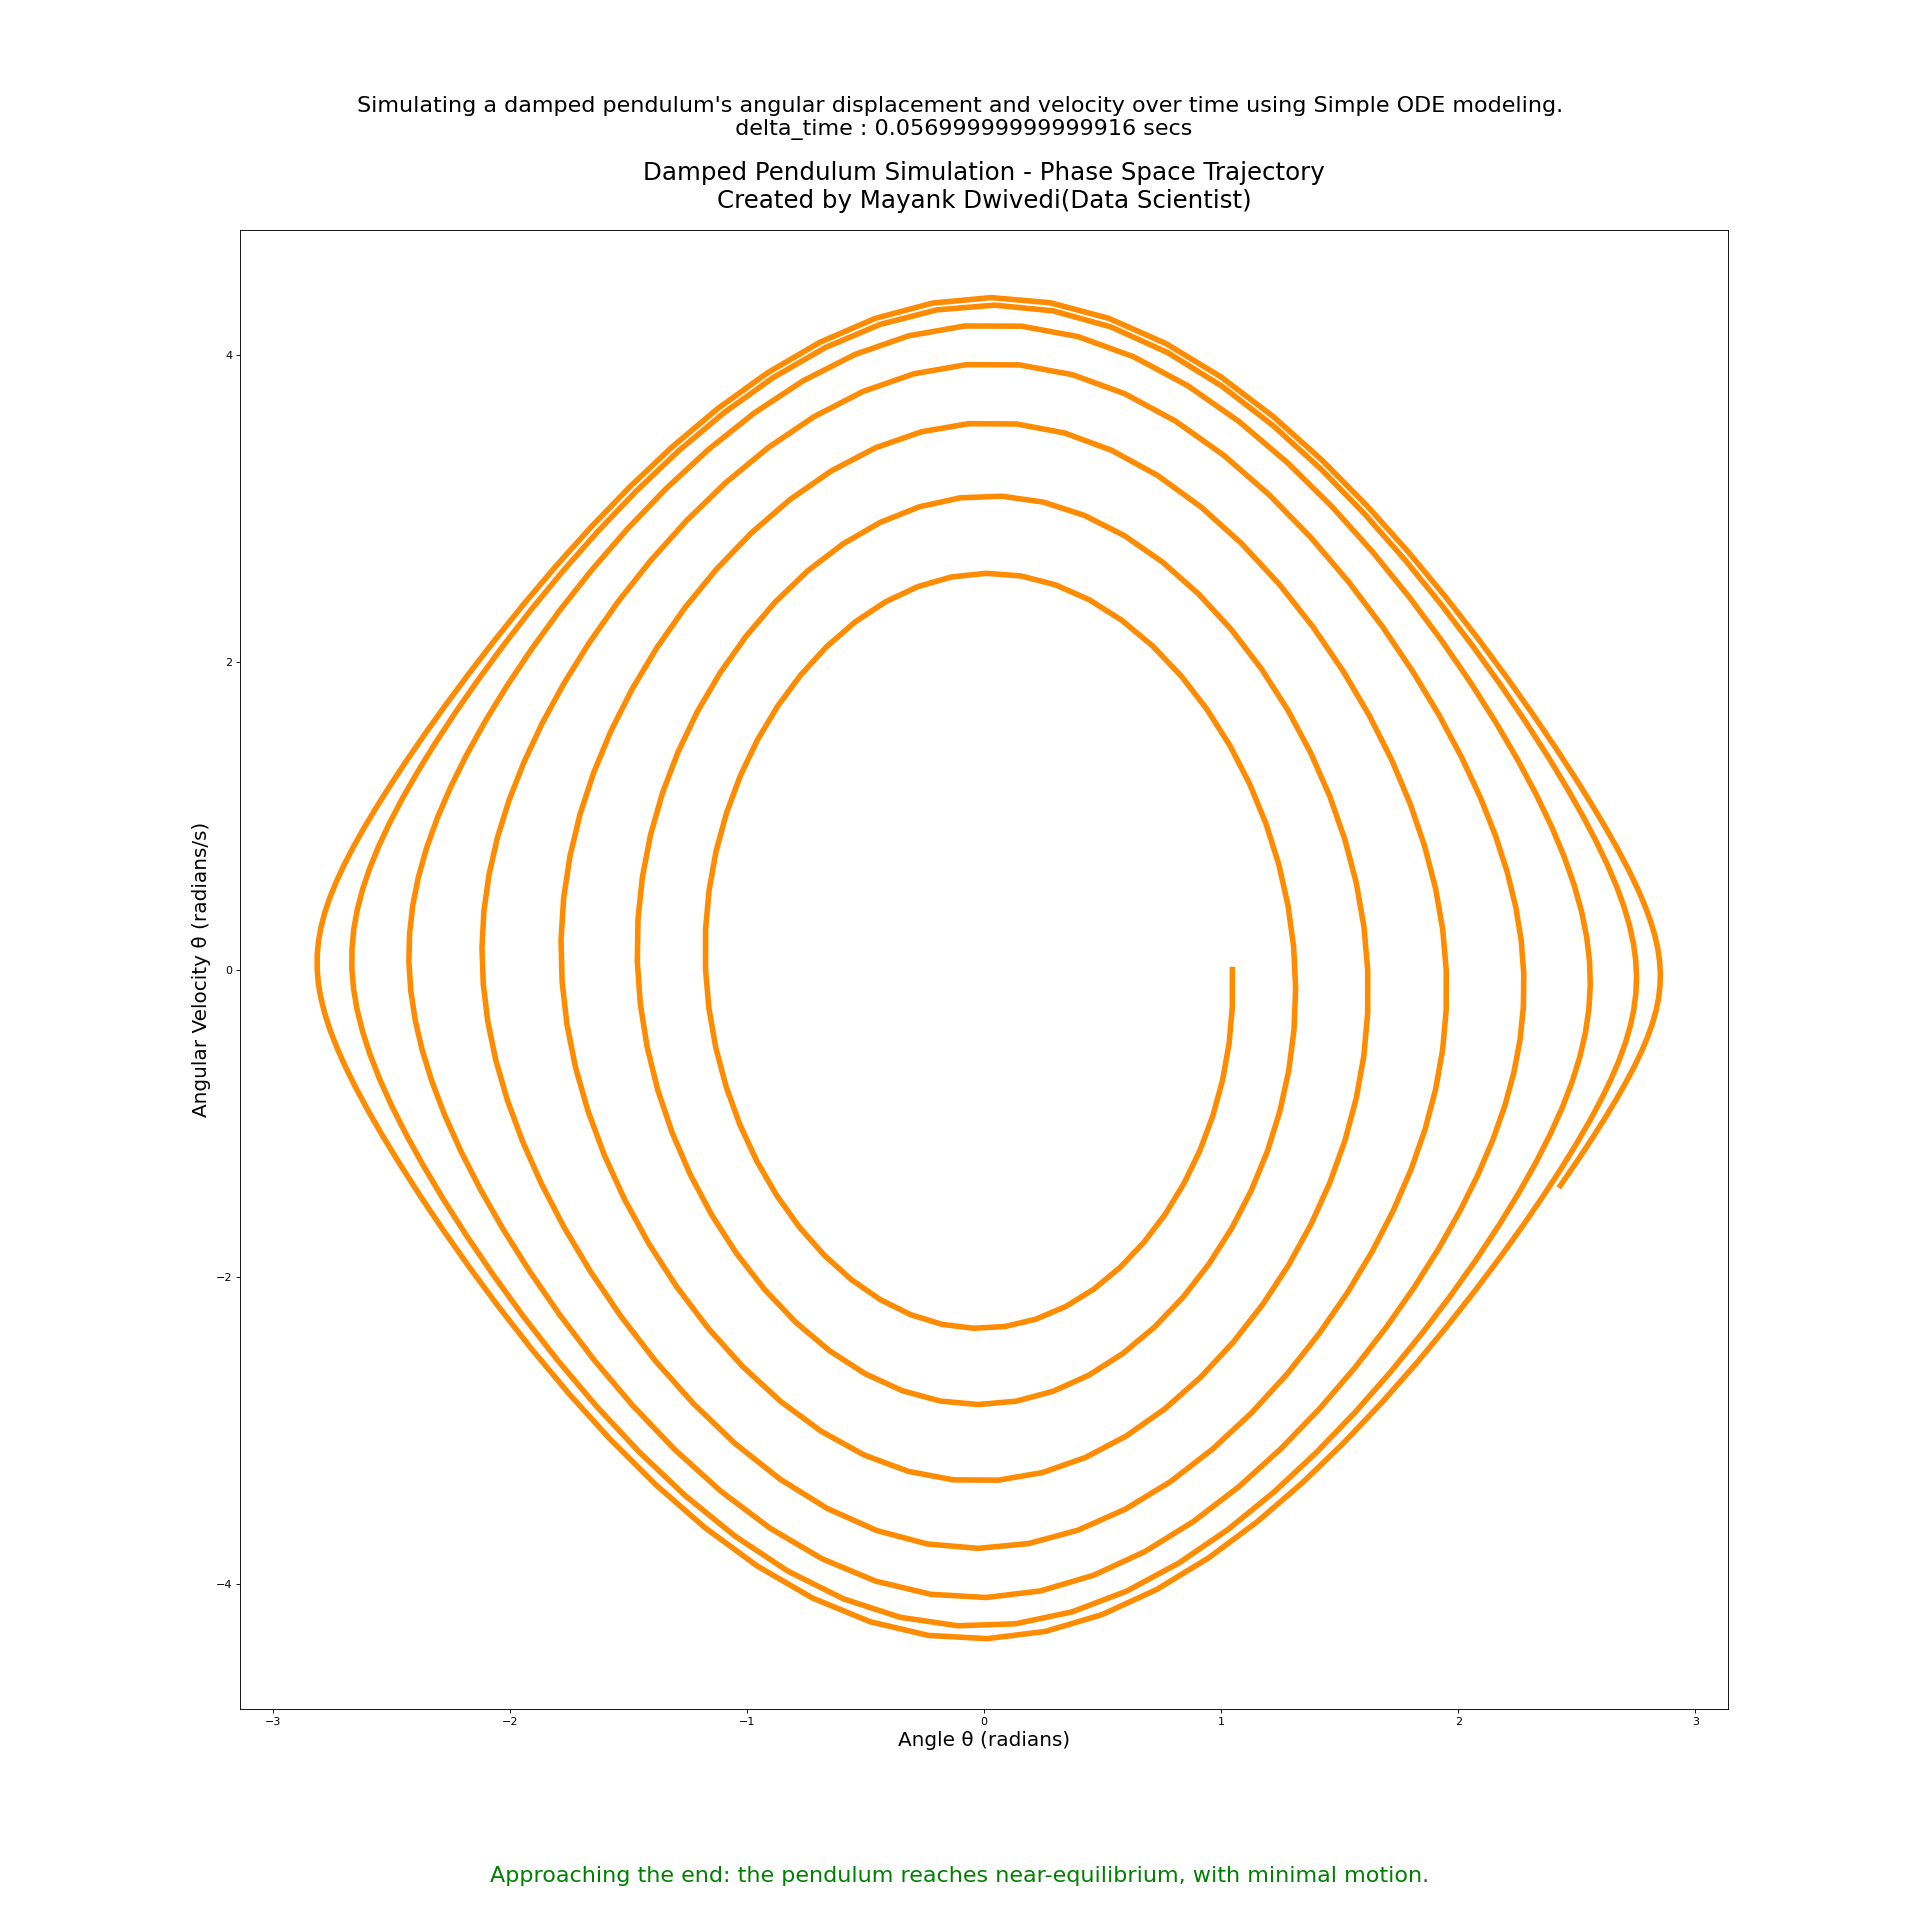 Simulating a damped pendulum's angular displacement and velocity over time using Simple ODE modeling.
delta_time : 0.05699999999999916 secs
Damped Pendulum Simulation - Phase Space Trajectory
Created by Mayank Dwivedi(Data Scientist)
Angular Velocity θ (radians/s)
4
2
0
−2
−4
−3
−2
−1
0
1
2
3
Angle θ (radians)
Approaching the end: the pendulum reaches near-equilibrium, with minimal motion.